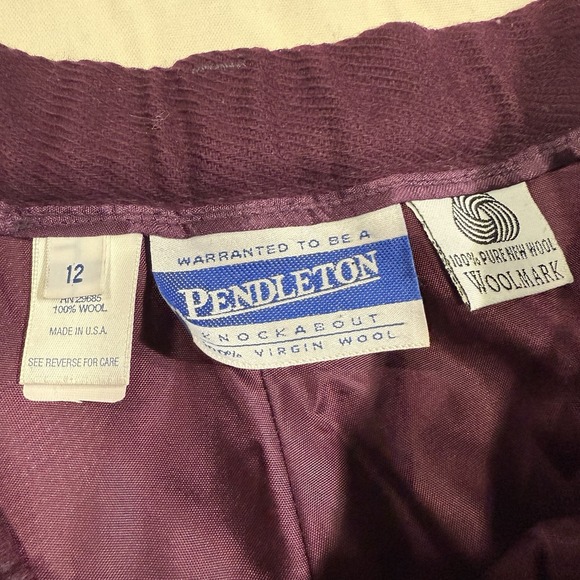 12
RN 29685
100% WOOL
MADE IN U.S.A.
SEE REVERSE FOR CARE
WARRANTED TO BE A
PENDLETON
KNOCKABOUT
100% VIRGIN WOOL
100% PURE NEW WOOL
WOOLMARK